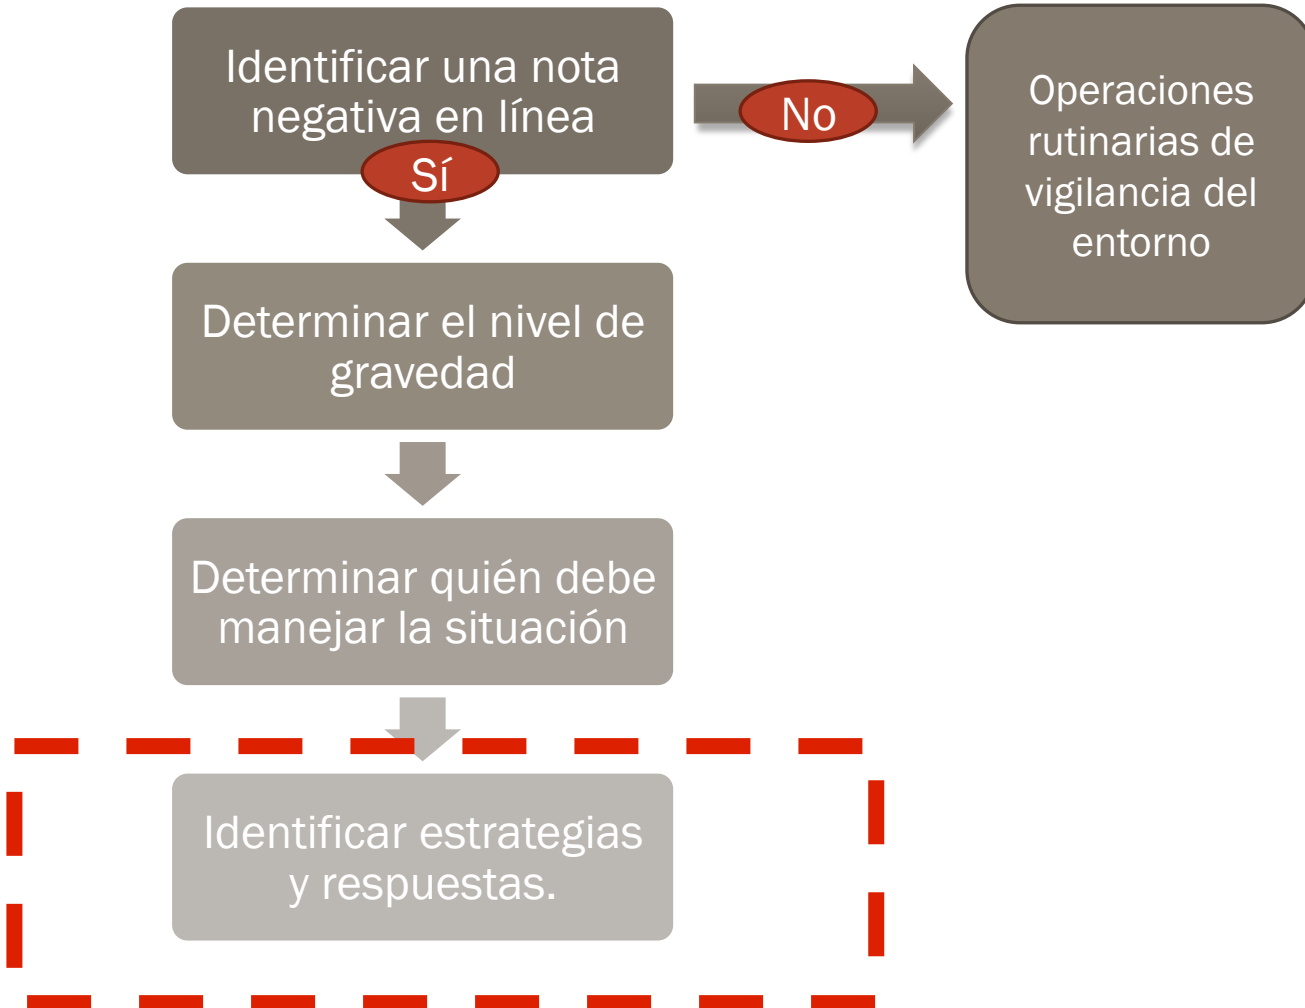 Identificar una nota
negativa en línea
Sí
No
Operaciones
rutinarias de
vigilancia del
entorno
Determinar el nivel de
gravedad
Determinar quién debe
manejar la situación
Identificar estrategias
y respuestas.